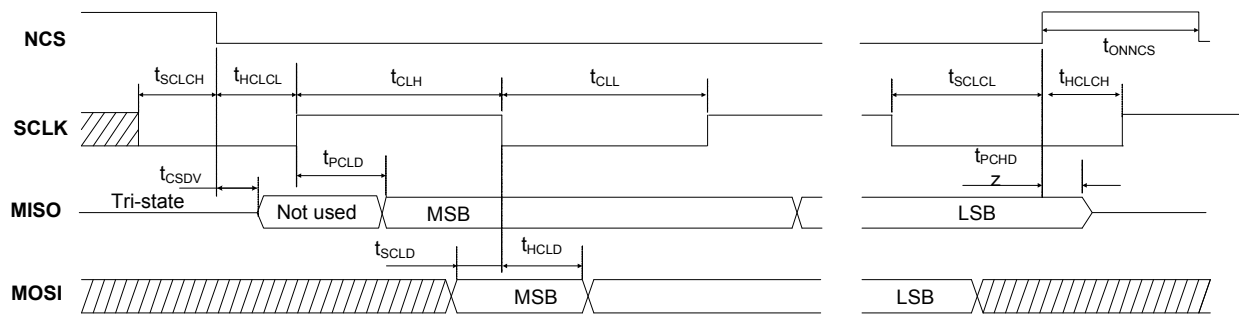 NCS
tONNCS
tSCLCH tHCLCL tCLH tCLL tSCLCL tHCLCH
SCLK
tPCLD tPCHD
tCSDV z
MISO Tri-state Not used MSB LSB
tSCLD tHCLD
MOSI MSB LSB